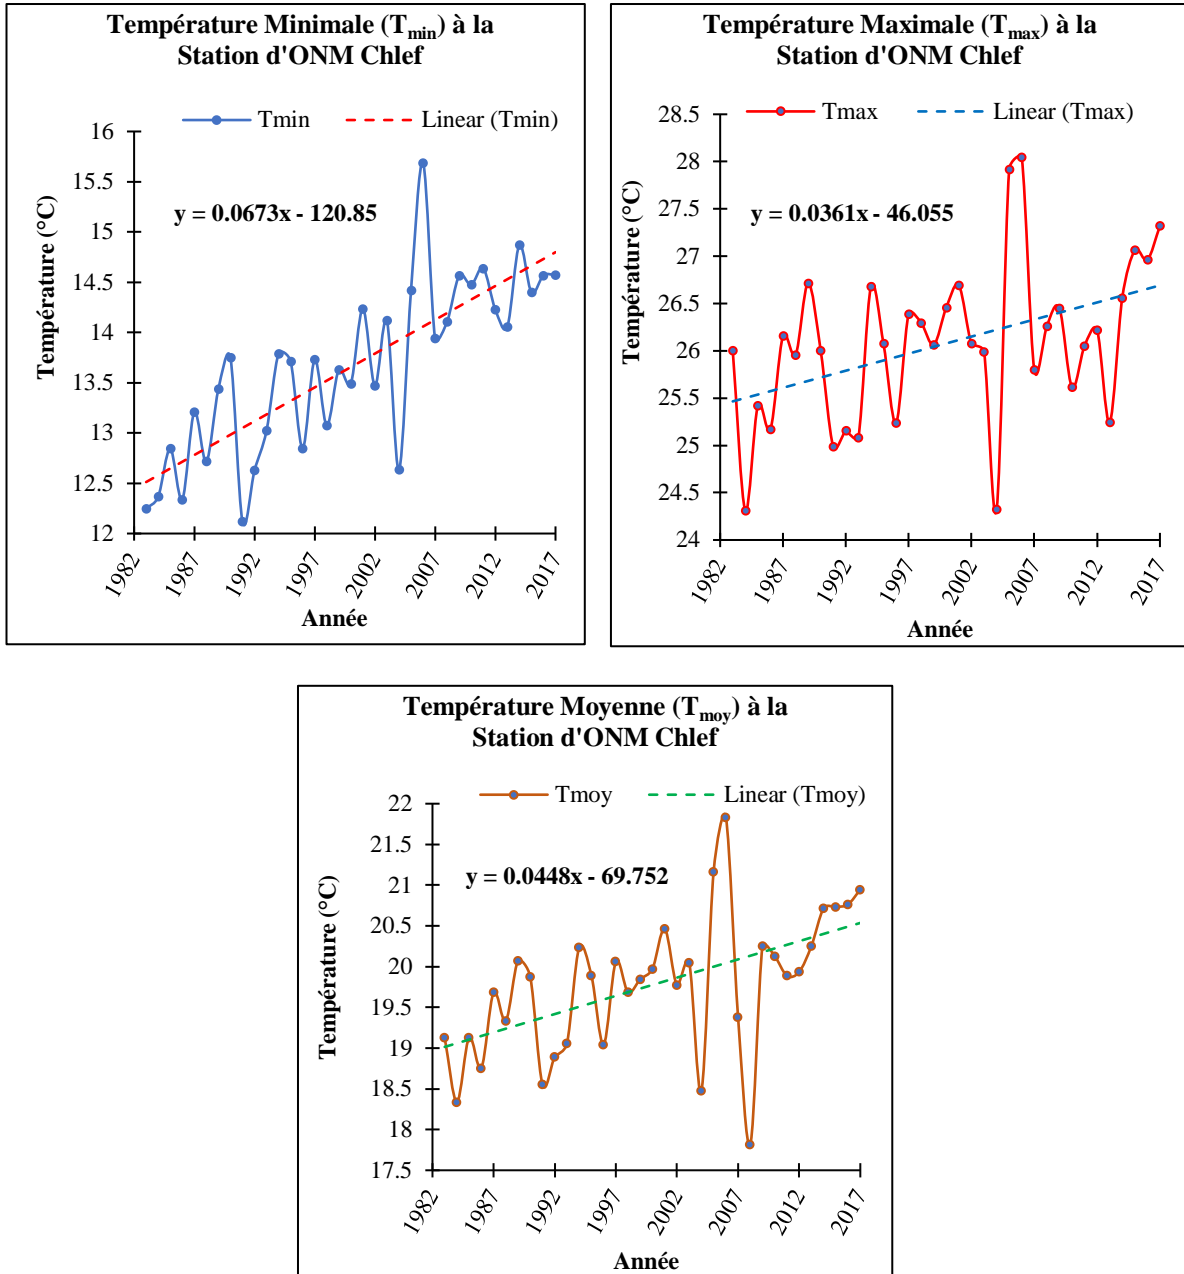 Température Minimale (Tmin) à la
Station d'ONM Chlef
Tmin
Linear (Tmin)
y = 0.0673x - 120.85
Température (°C)
16
15.5
15
14.5
14
13.5
13
12.5
12
1982
1987
1992
1997
2002
2007
2012
2017
Année
Température Maximale (Tmax) à la
Station d'ONM Chlef
Tmax
Linear (Tmax)
y = 0.0361x - 46.055
Température (°C)
28.5
28
27.5
27
26.5
26
25.5
25
24.5
24
1982
1987
1992
1997
2002
2007
2012
2017
Année
Température Moyenne (Tmoy) à la
Station d'ONM Chlef
Tmoy
Linear (Tmoy)
y = 0.0448x - 69.752
Température (°C)
22
21.5
21
20.5
20
19.5
19
18.5
18
17.5
1982
1987
1992
1997
2002
2007
2012
2017
Année